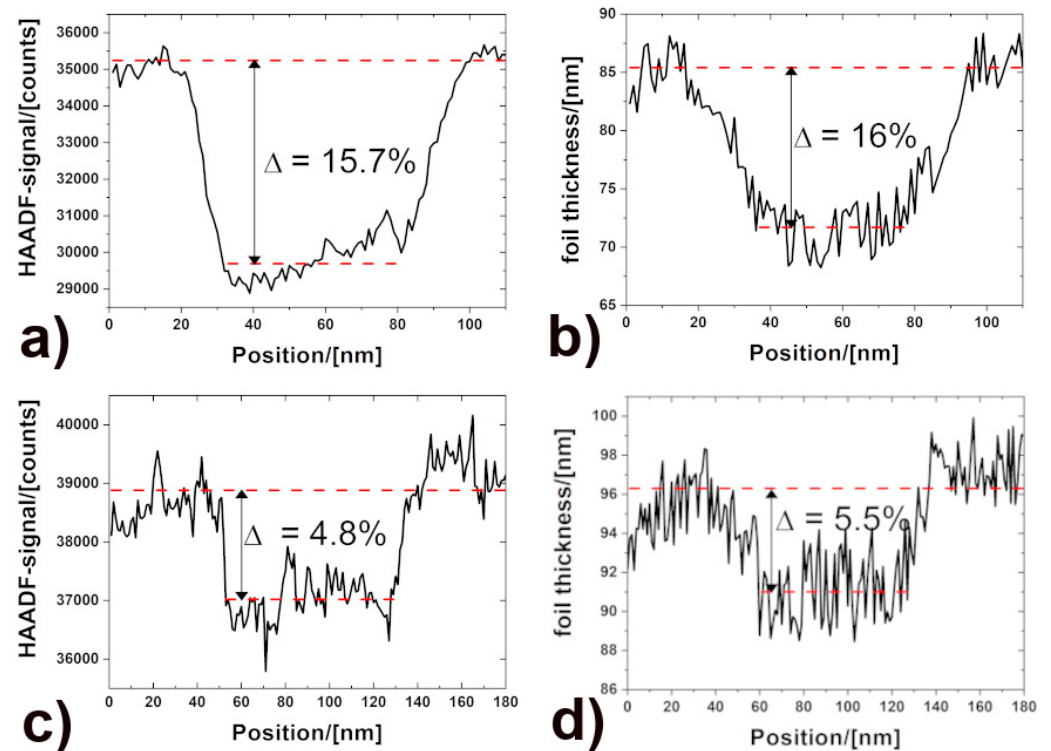 HAADF-signal/[counts]
36000
35000
34000
33000
32000
31000
30000
29000
Δ = 15.7%
0 20 40 60 80 100
Position/[nm]
a)
foil thickness/[nm]
90
85
80
75
70
65
Δ = 16%
0 20 40 60 80 100
Position/[nm]
b)
HAADF-signal/[counts]
40000
39000
38000
37000
36000
Δ = 4.8%
0 20 40 60 80 100 120 140 160 180
Position/[nm]
c)
foil thickness/[nm]
100
98
96
94
92
90
88
86
Δ = 5.5%
0 20 40 60 80 100 120 140 160 180
Position/[nm]
d)